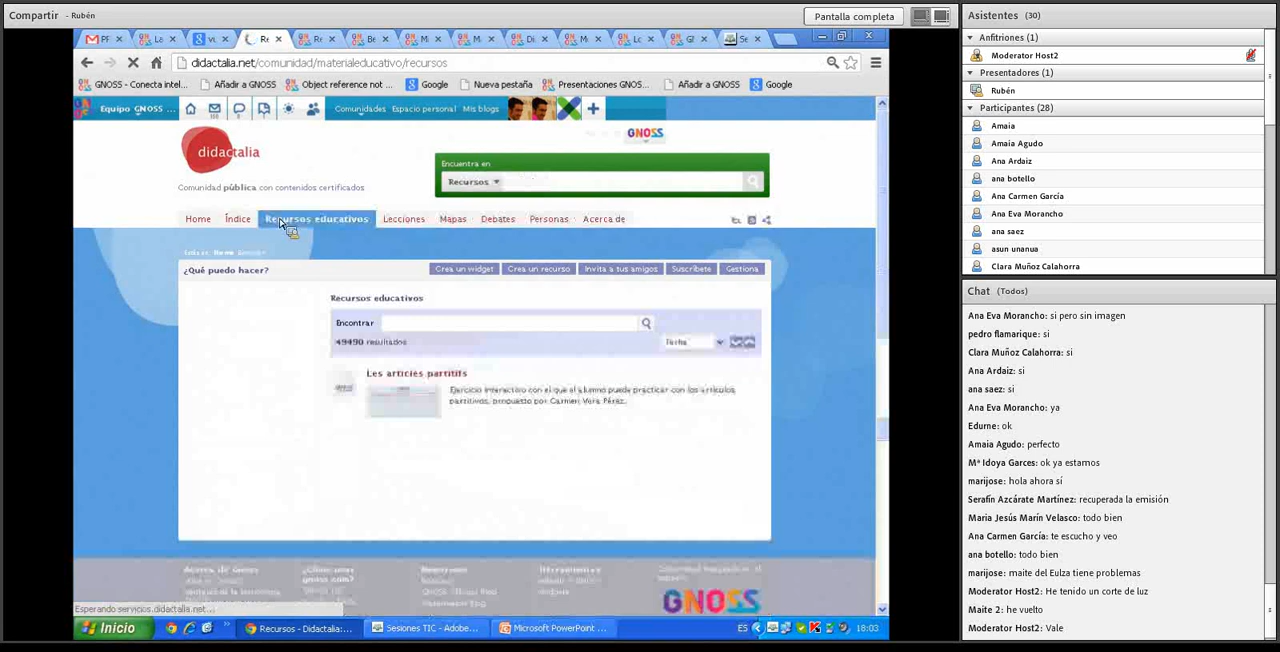 Compartir - Rubén
Pantalla completa
didactalia.net/comunidad/materialeducativo/recursos
GNOSS - Conecta intel... Añadir a GNOSS Object reference not ... Google Nueva pestaña Presentaciones GNOSS... Añadir a GNOSS Google
Equipo GNOSS ... Comunidades Espacio personal Mis blogs
GNOSS
didactalia
Comunidad pública con contenidos certificados
Encuentra en
Recursos
Home Índice Recursos educativos Lecciones Mapas Debates Personas Acerca de
¿Qué puedo hacer?
Crea un widget Crea un recurso Invita a tus amigos Suscríbete Gestiona
Recursos educativos
Encontrar
49490 resultados
Fecha
Les articles partitifs
Ejercicio interactivo con el que el alumno puede practicar con los artículos
partitivos, propuesto por Carmen Vera Pérez.
GNOSS
Esperando servicios.didactalia.net...
Inicio
Recursos - Didactalia:...
Sesiones TIC - Adobe...
Microsoft PowerPoint ...
ES
18:03
Asistentes (30)
Anfitriones (1)
Moderator Host2
Presentadores (1)
Rubén
Participantes (28)
Amaia
Amaia Agudo
Ana Ardaiz
ana botello
Ana Carmen García
Ana Eva Morancho
ana saez
asun unanua
Clara Muñoz Calahorra
Chat (Todos)
Ana Eva Morancho: si pero sin imagen
pedro flamarique: si
Clara Muñoz Calahorra: si
Ana Ardaiz: si
ana saez: si
Ana Eva Morancho: ya
Edurne: ok
Amaia Agudo: perfecto
Mª Idoya Garces: ok ya estamos
marijose: hola ahora sí
Serafín Azcárate Martínez: recuperada la emisión
Maria Jesús Marín Velasco: todo bien
Ana Carmen García: te escucho y veo
ana botello: todo bien
marijose: maite del Eulza tiene problemas
Moderator Host2: He tenido un corte de luz
Maite 2: he vuelto
Moderator Host2: Vale